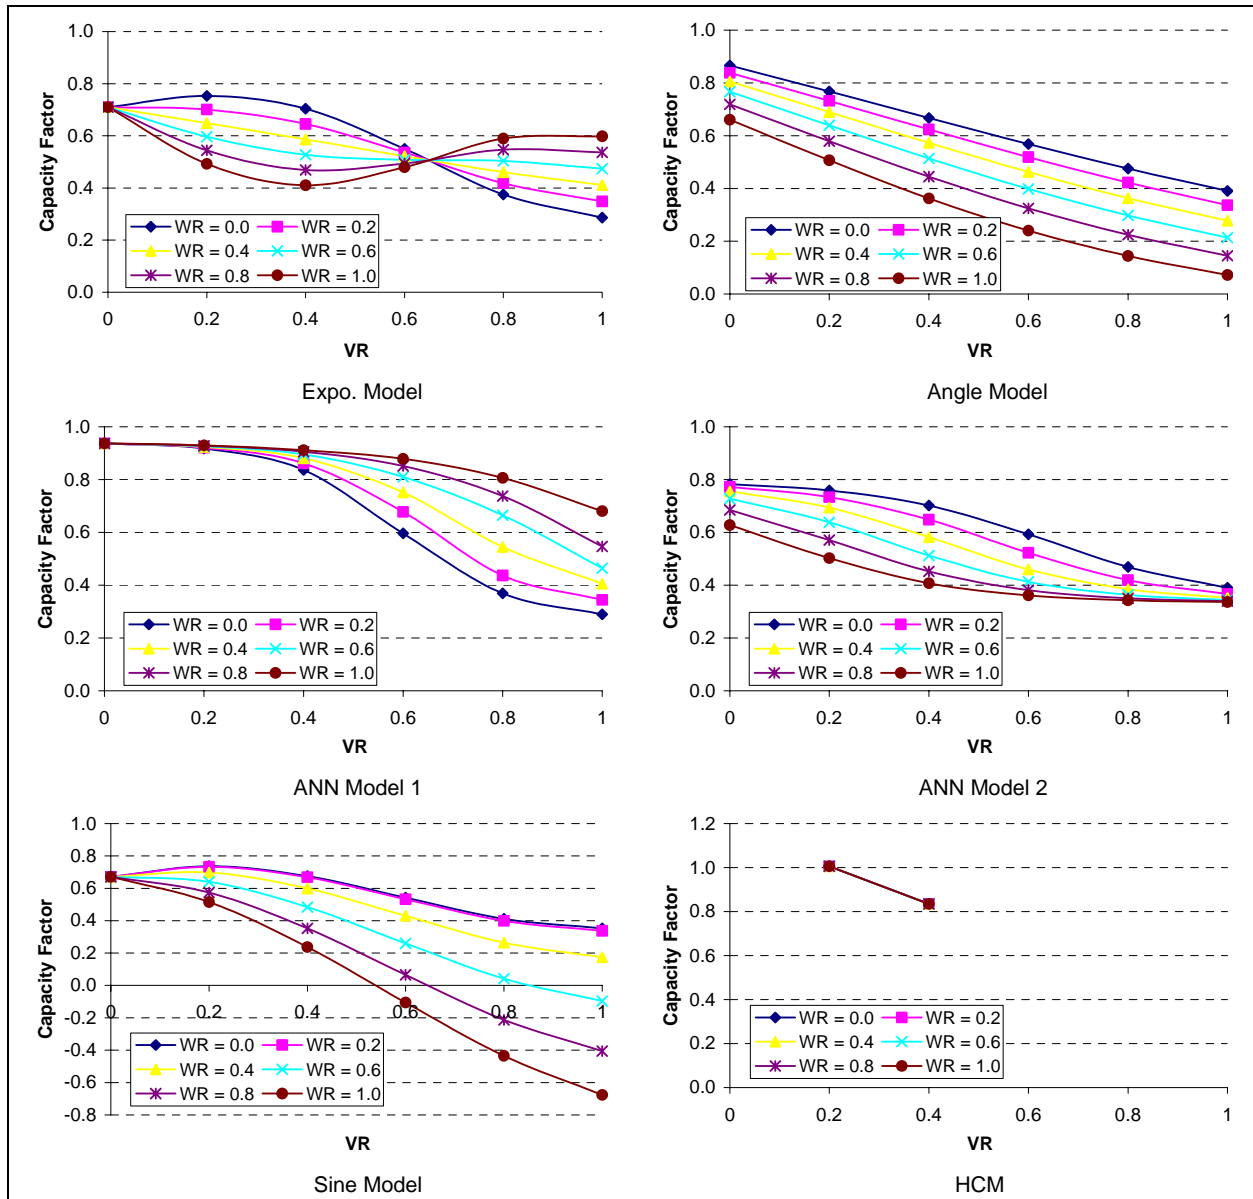 Capacity Factor
1.0
0.8
0.6
0.4
0.2
0.0
WR = 0.0 WR = 0.2
WR = 0.4 WR = 0.6
WR = 0.8 WR = 1.0
0 0.2 0.4 0.6 0.8 1
VR
Expo. Model
Capacity Factor
1.0
0.8
0.6
0.4
0.2
0.0
WR = 0.0 WR = 0.2
WR = 0.4 WR = 0.6
WR = 0.8 WR = 1.0
0 0.2 0.4 0.6 0.8 1
VR
Angle Model
Capacity Factor
1.0
0.8
0.6
0.4
0.2
0.0
WR = 0.0 WR = 0.2
WR = 0.4 WR = 0.6
WR = 0.8 WR = 1.0
0 0.2 0.4 0.6 0.8 1
VR
ANN Model 1
Capacity Factor
1.0
0.8
0.6
0.4
0.2
0.0
WR = 0.0 WR = 0.2
WR = 0.4 WR = 0.6
WR = 0.8 WR = 1.0
0 0.2 0.4 0.6 0.8 1
VR
ANN Model 2
Capacity Factor
1.0
0.8
0.6
0.4
0.2
0.0
-0.2
-0.4
-0.6
-0.8
0 0.2 0.4 0.6 0.8 1
WR = 0.0 WR = 0.2
WR = 0.4 WR = 0.6
WR = 0.8 WR = 1.0
VR
Sine Model
Capacity Factor
1.2
1.0
0.8
0.6
0.4
0.2
0.0
WR = 0.0 WR = 0.2
WR = 0.4 WR = 0.6
WR = 0.8 WR = 1.0
0 0.2 0.4 0.6 0.8 1
VR
HCM